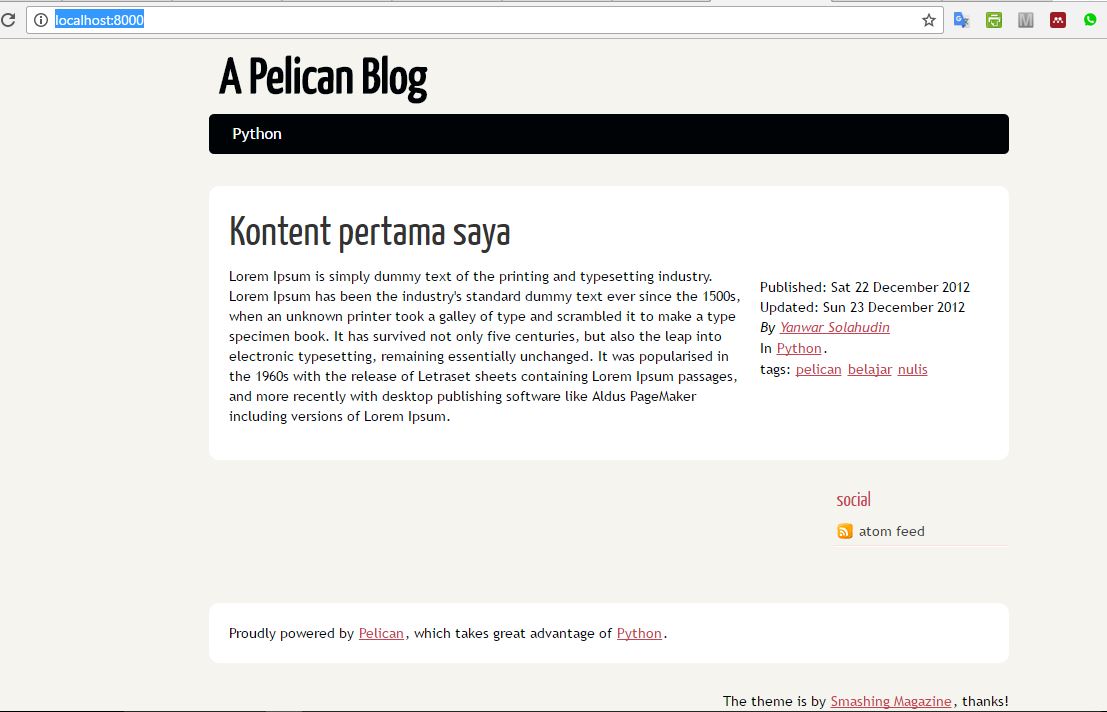 localhost:8000
A Pelican Blog
Python
Kontent pertama saya
Lorem Ipsum is simply dummy text of the printing and typesetting industry.
Lorem Ipsum has been the industry's standard dummy text ever since the 1500s,
when an unknown printer took a galley of type and scrambled it to make a type
specimen book. It has survived not only five centuries, but also the leap into
electronic typesetting, remaining essentially unchanged. It was popularised in
the 1960s with the release of Letraset sheets containing Lorem Ipsum passages,
and more recently with desktop publishing software like Aldus PageMaker
including versions of Lorem Ipsum.
Published: Sat 22 December 2012
Updated: Sun 23 December 2012
By Yanwar Solahudin
In Python.
tags: pelican belajar nulis
social
atom feed
Proudly powered by Pelican, which takes great advantage of Python.
The theme is by Smashing Magazine, thanks!